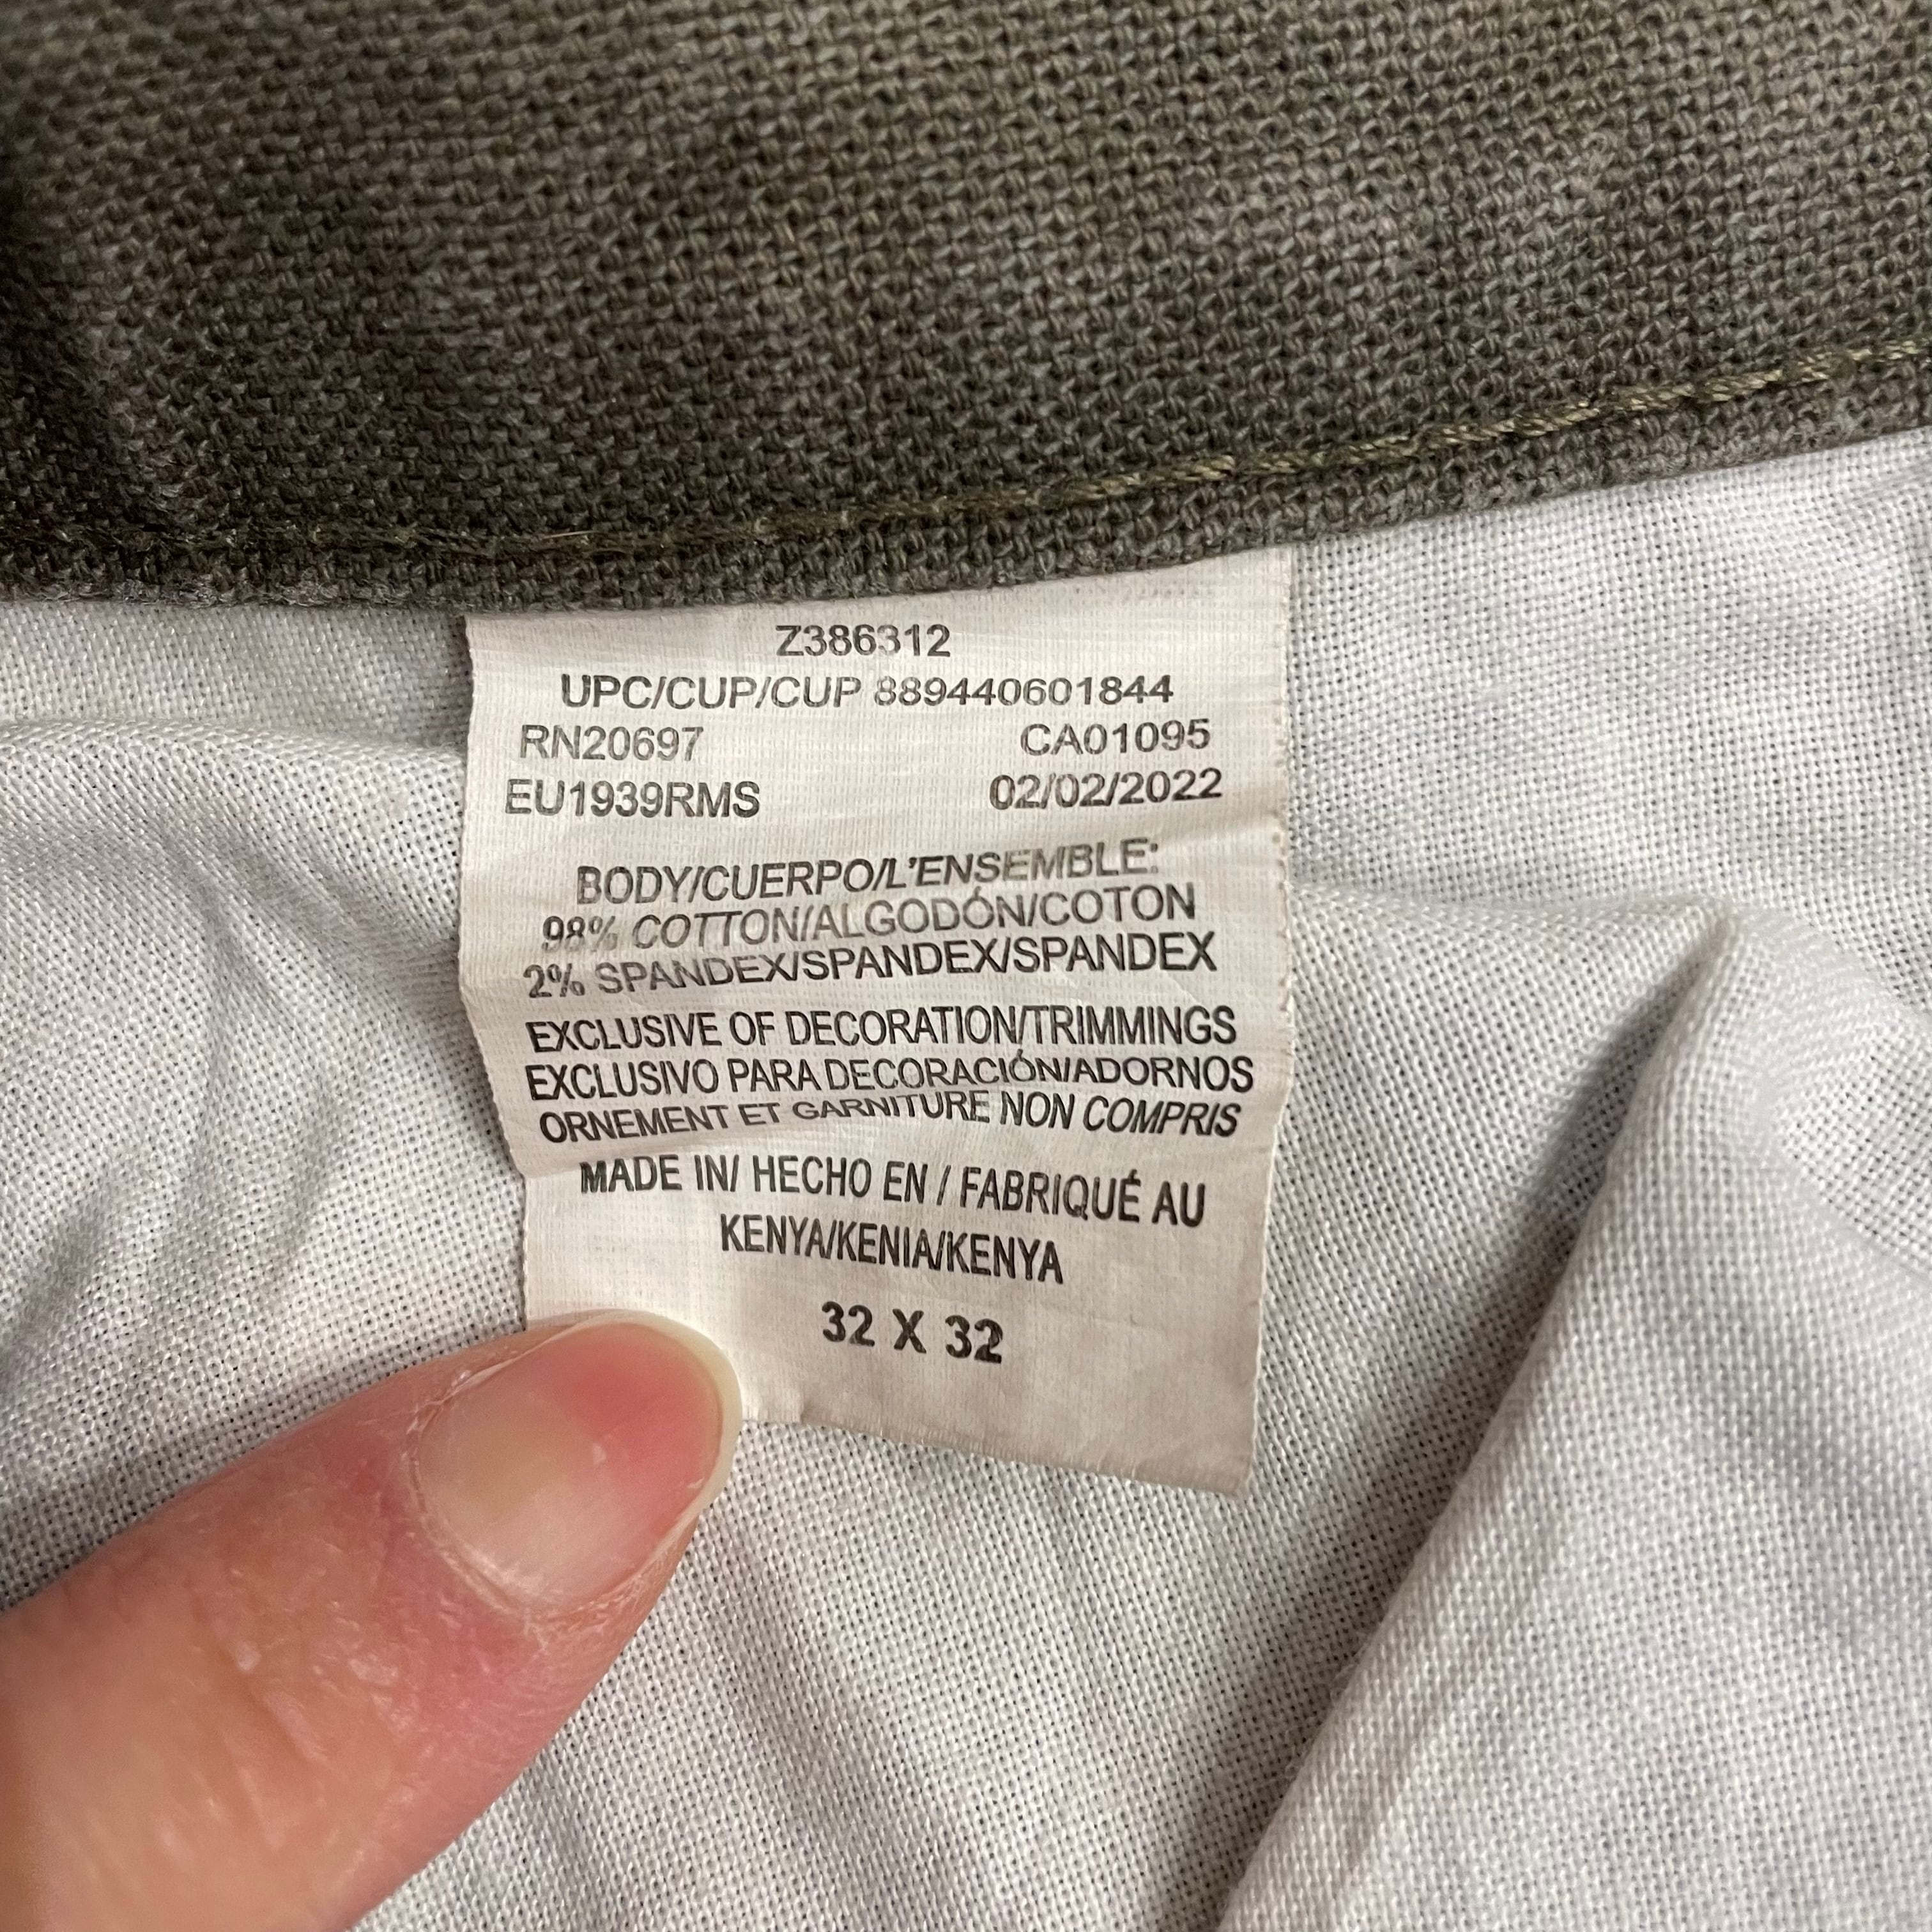 Z386312
UPC/CUP/CUP 889440601844
RN20697 CA01095
EU1939RMS 02/02/2022
BODY/CUERPO/L'ENSEMBLE:
98% COTTON/ALGODÓN/COTON
2% SPANDEX/SPANDEX/SPANDEX
EXCLUSIVE OF DECORATION/TRIMMINGS
EXCLUSIVO PARA DECORACIÓN/ADORNOS
ORNEMENT ET GARNITURE NON COMPRIS
MADE IN/ HECHO EN / FABRIQUÉ AU
KENYA/KENIA/KENYA
32 X 32